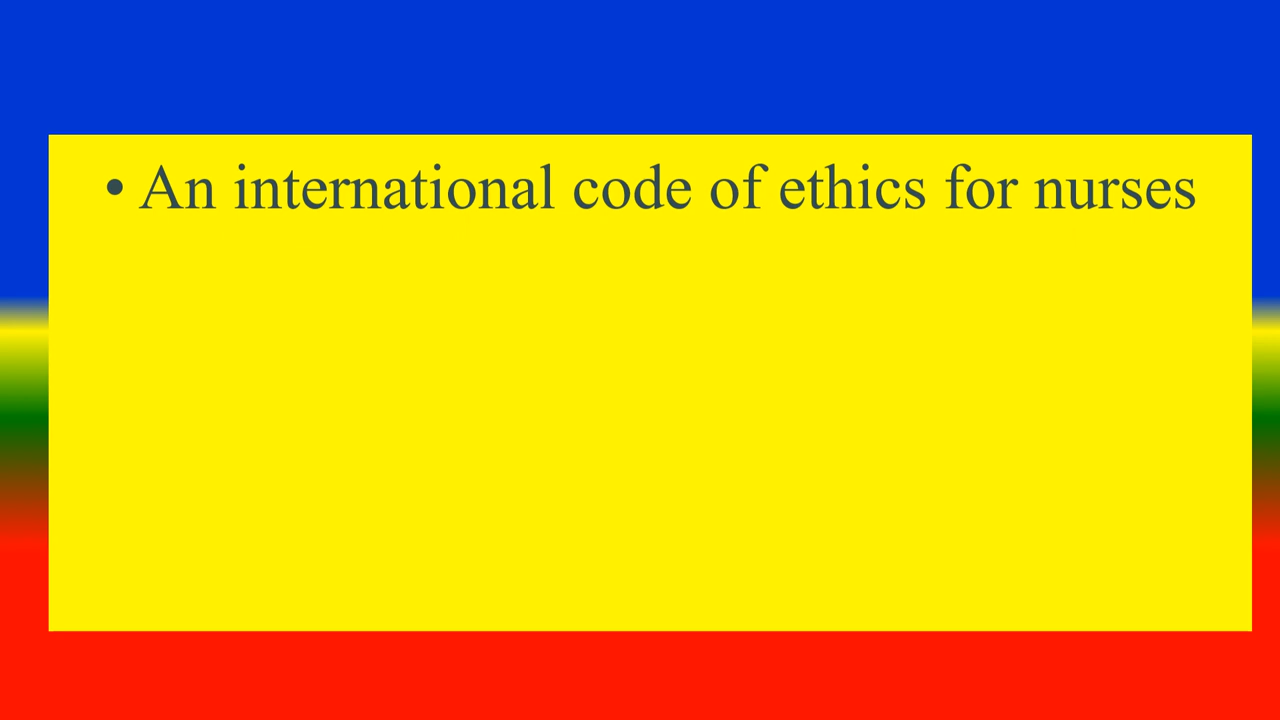 • An international code of ethics for nurses